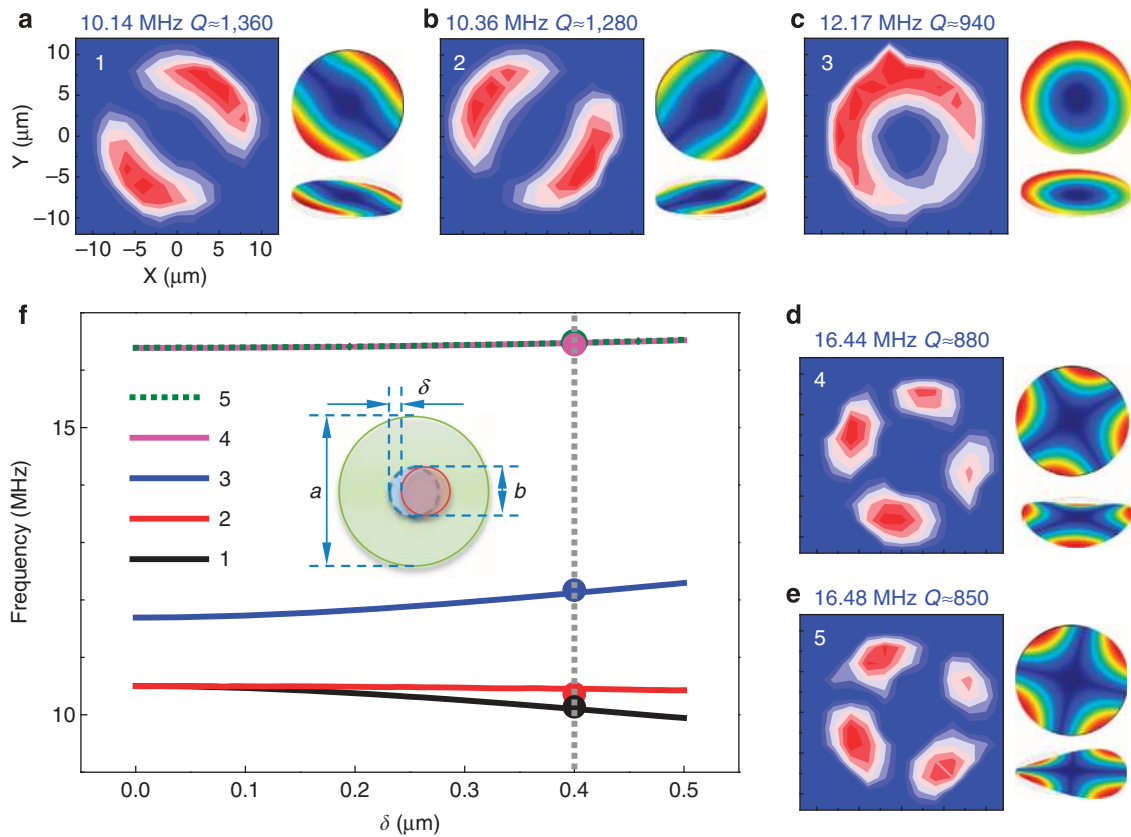 a 10.14 MHz Q≈1,360
1
10
5
0
−5
−10
Y (μm)
−10 −5 0 5 10
X (μm)
b 10.36 MHz Q≈1,280
2
c 12.17 MHz Q≈940
3
f
Frequency (MHz)
15
10
5
4
3
2
1
δ
a
b
0.0 0.1 0.2 0.3 0.4 0.5
δ (μm)
d
16.44 MHz Q≈880
4
e
16.48 MHz Q≈850
5